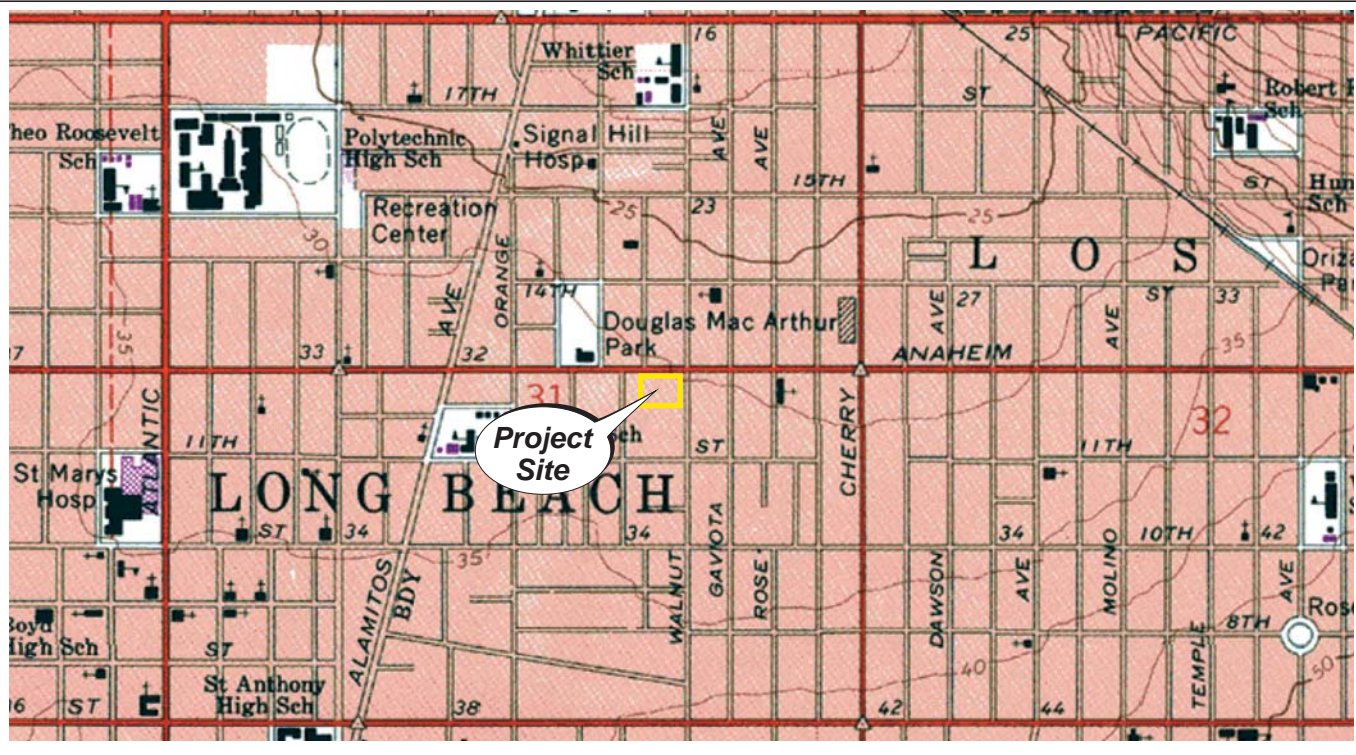 16
25
PACIFIC
Whittier
Sch
17TH
ST
Robert
Sch
Theo Roosevelt
Sch
Polytechnic
High Sch
Signal Hill
Hosp
AVE
AVE
15TH
ST
Sch
Recreation
Center
25
23
25
30
ORANGE
LOS
14TH
AVE
27
AVE
ST
33
Douglas Mac Arthur
Park
35
AVE
33
32
ANAHEIM
35
31
ATLANTIC
CHERRY
32
11TH
Project
Site
Sch
ST
11TH
St Marys
Hosp
LONG BEACH
ST
34
34
34
10TH
42
35
ALAMITOS
BDY
WALNUT
GAVIOTA
ROSE
DAWSON
AVE
MOLINO
AVE
TEMPLE
8TH
Boyd
High Sch
ST
40
50
St Anthony
High Sch
ST
38
42
44